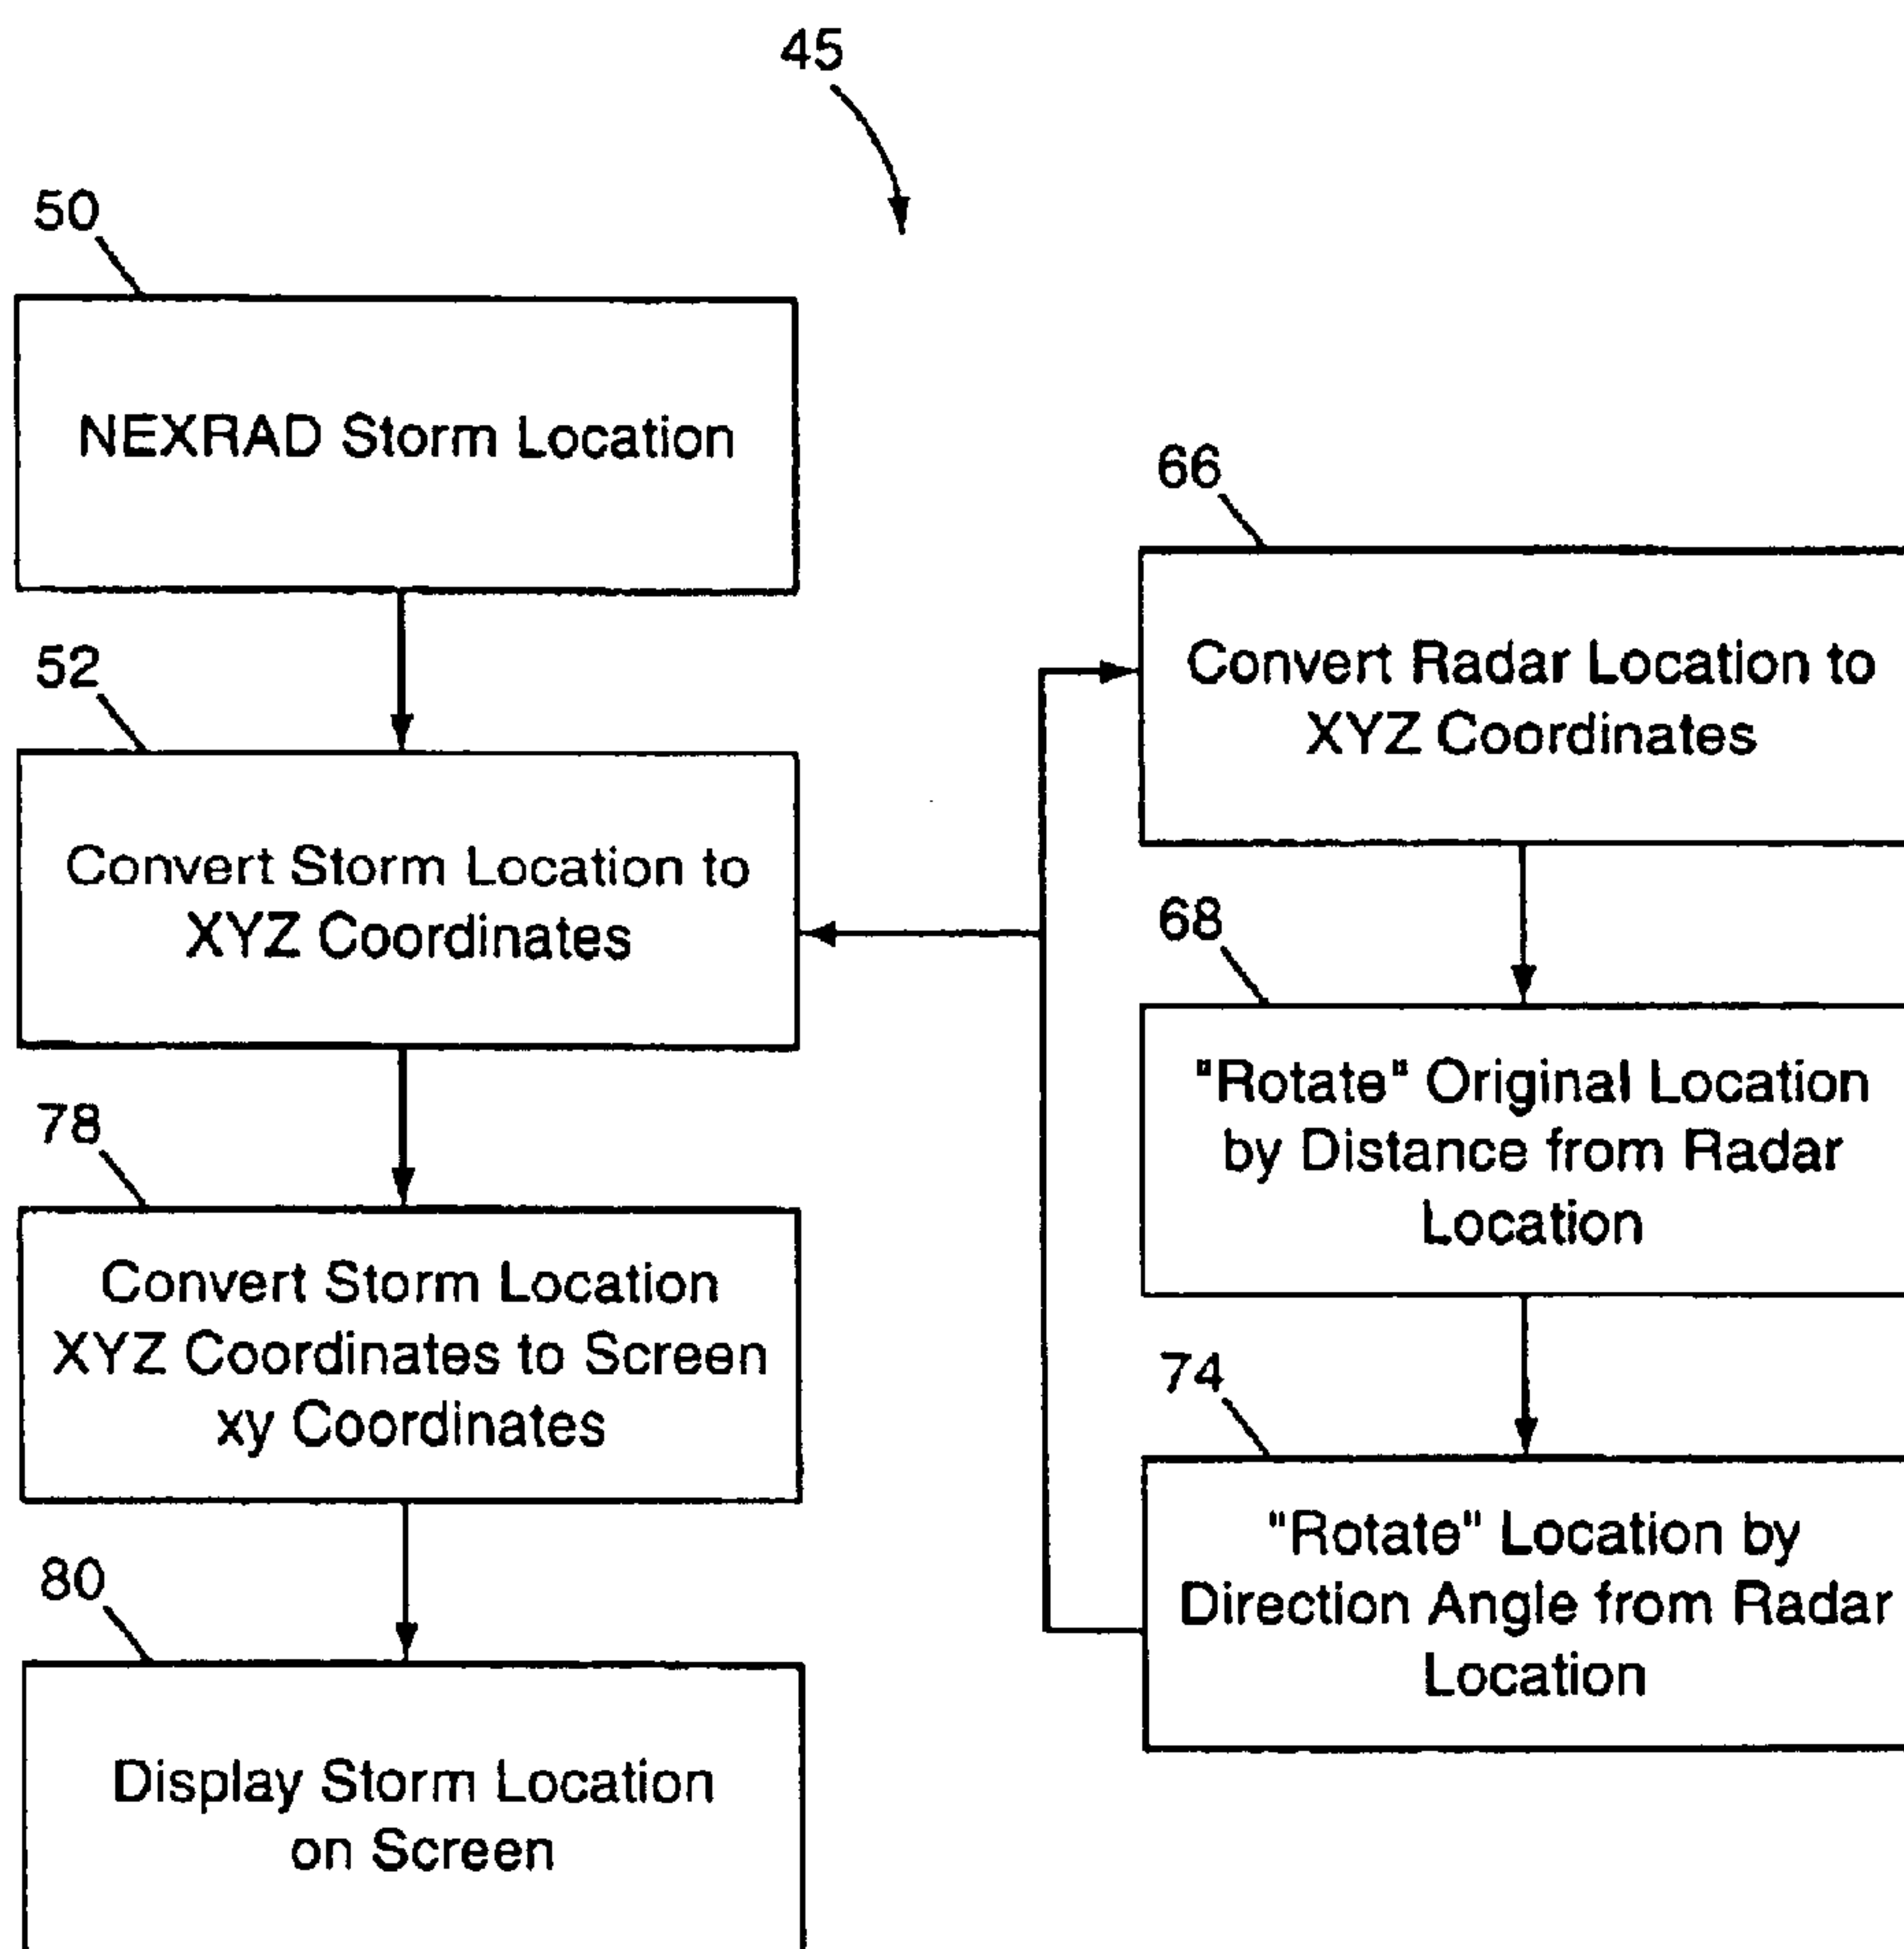 45
50
NEXRAD Storm Location
52
Convert Storm Location to
XYZ Coordinates
78
Convert Storm Location
XYZ Coordinates to Screen
xy Coordinates
80
Display Storm Location
on Screen
66
Convert Radar Location to
XYZ Coordinates
68
"Rotate" Original Location
by Distance from Radar
Location
74
"Rotate" Location by
Direction Angle from Radar
Location